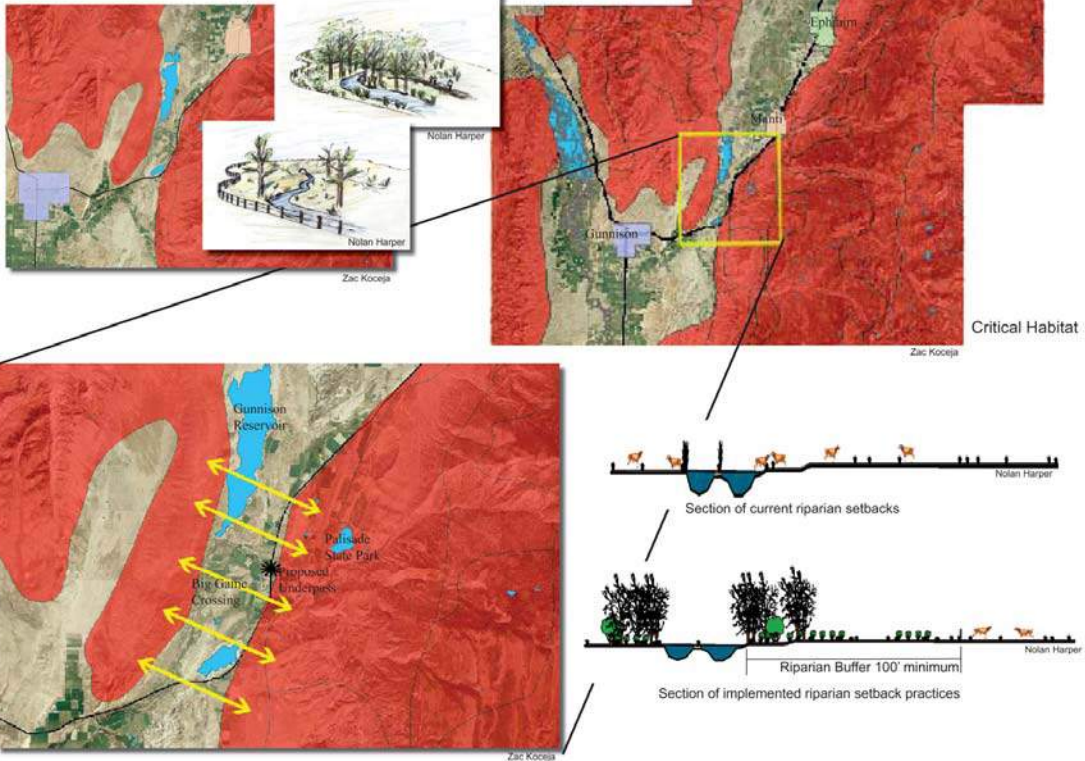 Nolan Harper
Nolan Harper
Zac Koceja
Ephraim
Manti
Gunnison
Critical Habitat
Zac Koceja
Gunnison
Reservoir
Palisade
State Park
Proposed
Underpass
Big Game
Crossing
Zac Koceja
Nolan Harper
Section of current riparian setbacks
Nolan Harper
Riparian Buffer 100' minimum
Section of implemented riparian setback practices